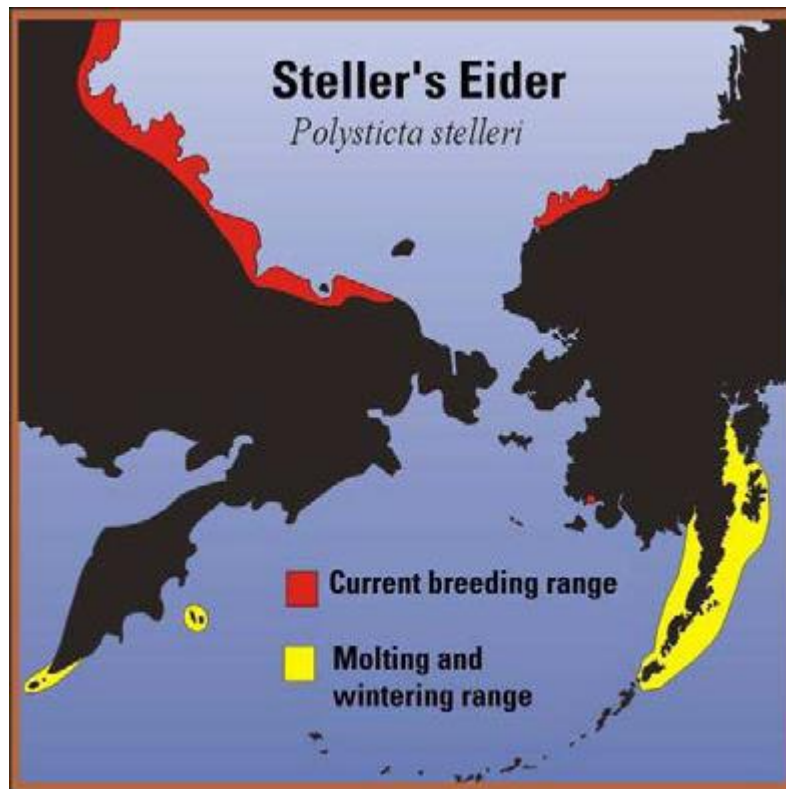 Steller's Eider
Polysticta stelleri
Current breeding range
Molting and
wintering range